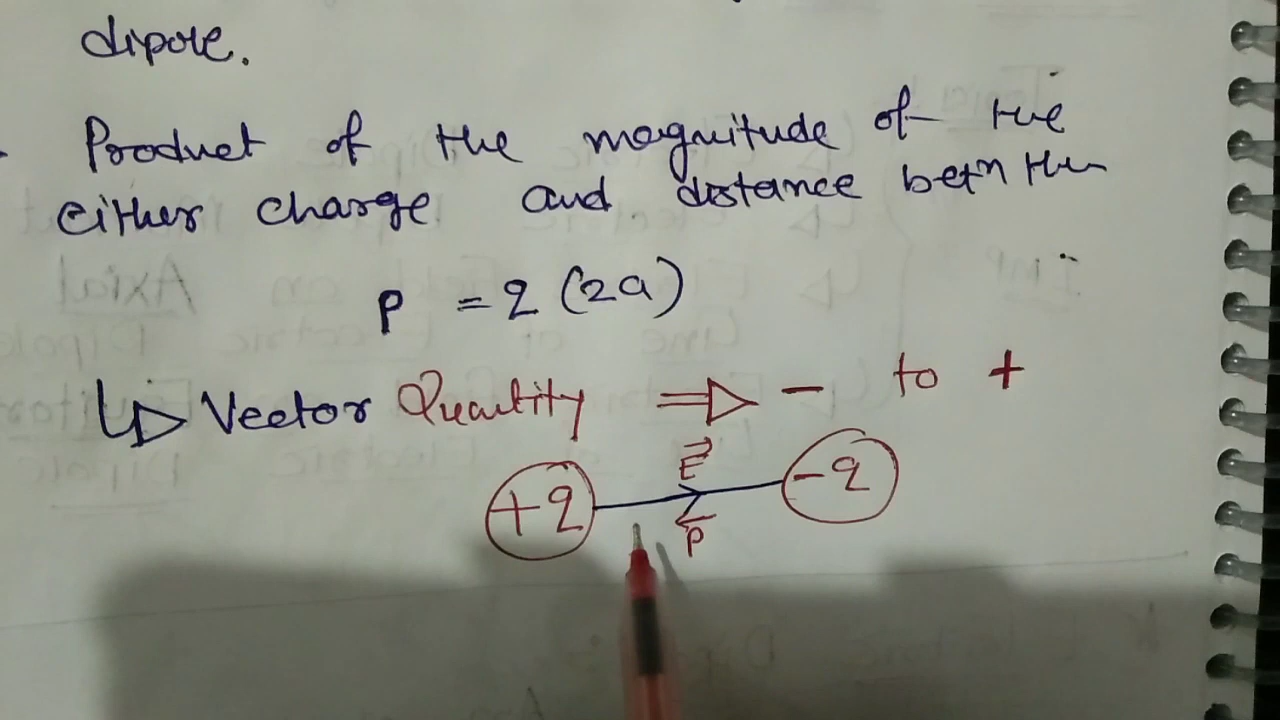 dipole.
Product of the magnitude of the
either charge and distance betn the
p = q (2a)
Vector Quantity ⇒ - to +
E
+q -q
p